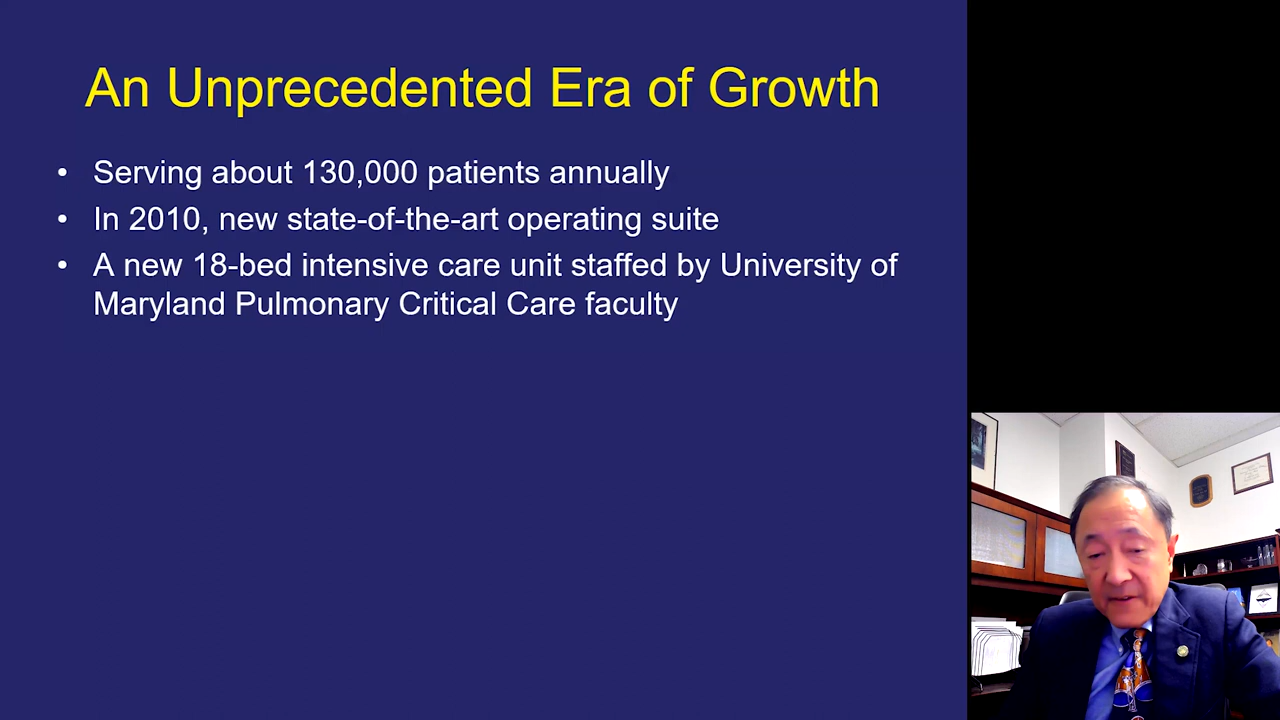 An Unprecedented Era of Growth
• Serving about 130,000 patients annually
• In 2010, new state-of-the-art operating suite
• A new 18-bed intensive care unit staffed by University of
Maryland Pulmonary Critical Care faculty